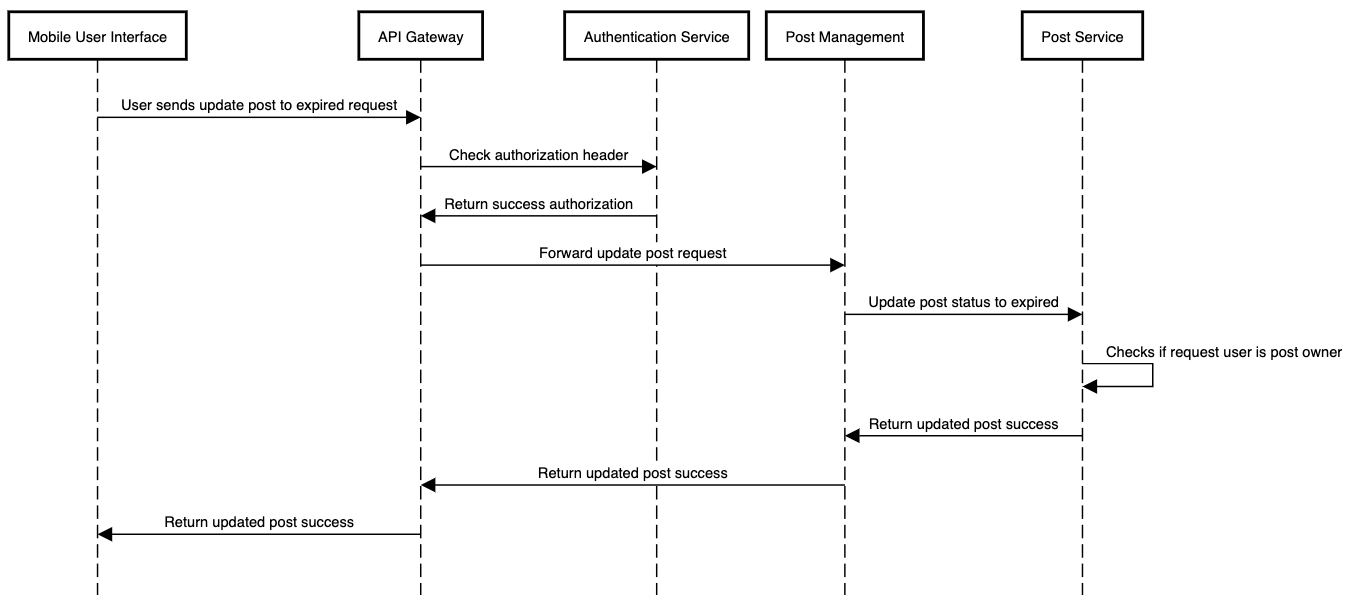 Mobile User Interface
API Gateway
Authentication Service
Post Management
Post Service
User sends update post to expired request
Check authorization header
Return success authorization
Forward update post request
Update post status to expired
Checks if request user is post owner
Return updated post success
Return updated post success
Return updated post success